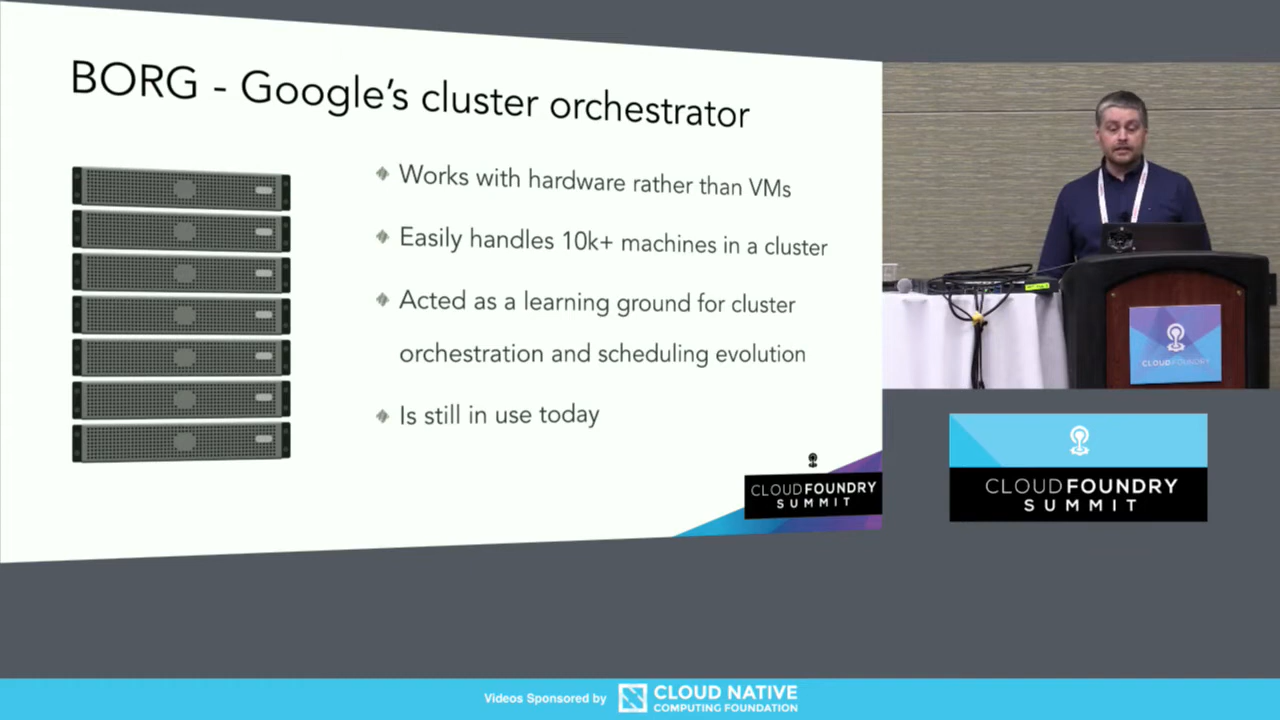 BORG - Google's cluster orchestrator
Works with hardware rather than VMs
Easily handles 10k+ machines in a cluster
Acted as a learning ground for cluster
orchestration and scheduling evolution
Is still in use today
CLOUDFOUNDRY
SUMMIT
CLOUDFOUNDRY
CLOUDFOUNDRY
SUMMIT
Videos Sponsored by
CLOUD NATIVE
COMPUTING FOUNDATION